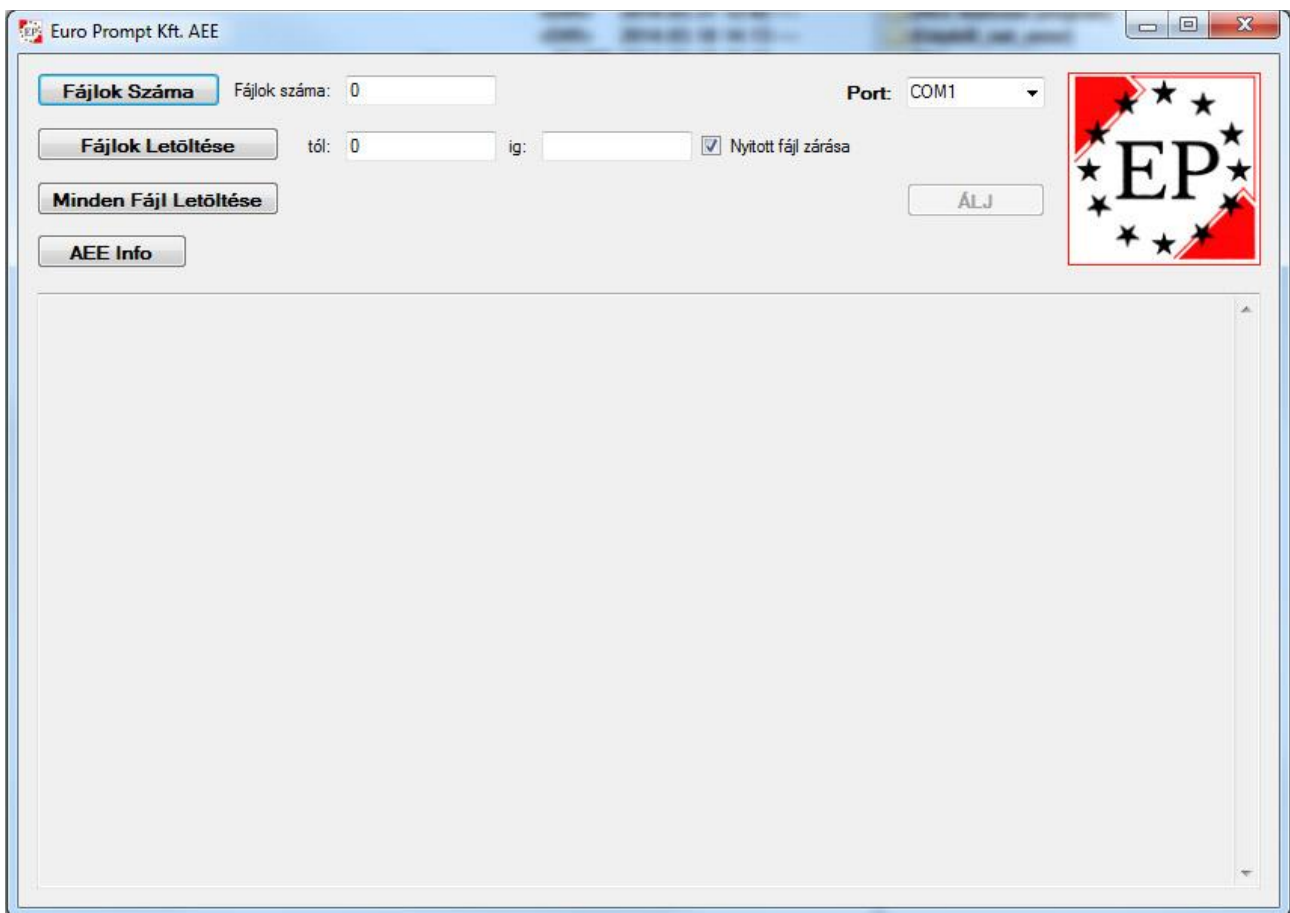 Euro Prompt Kft. AEE
Fájlok Száma Fájlok száma: 0 Port: COM1
Fájlok Letöltése tól: 0 ig: Nyitott fájl zárása
Minden Fájl Letöltése ÁLJ
AEE Info
EP